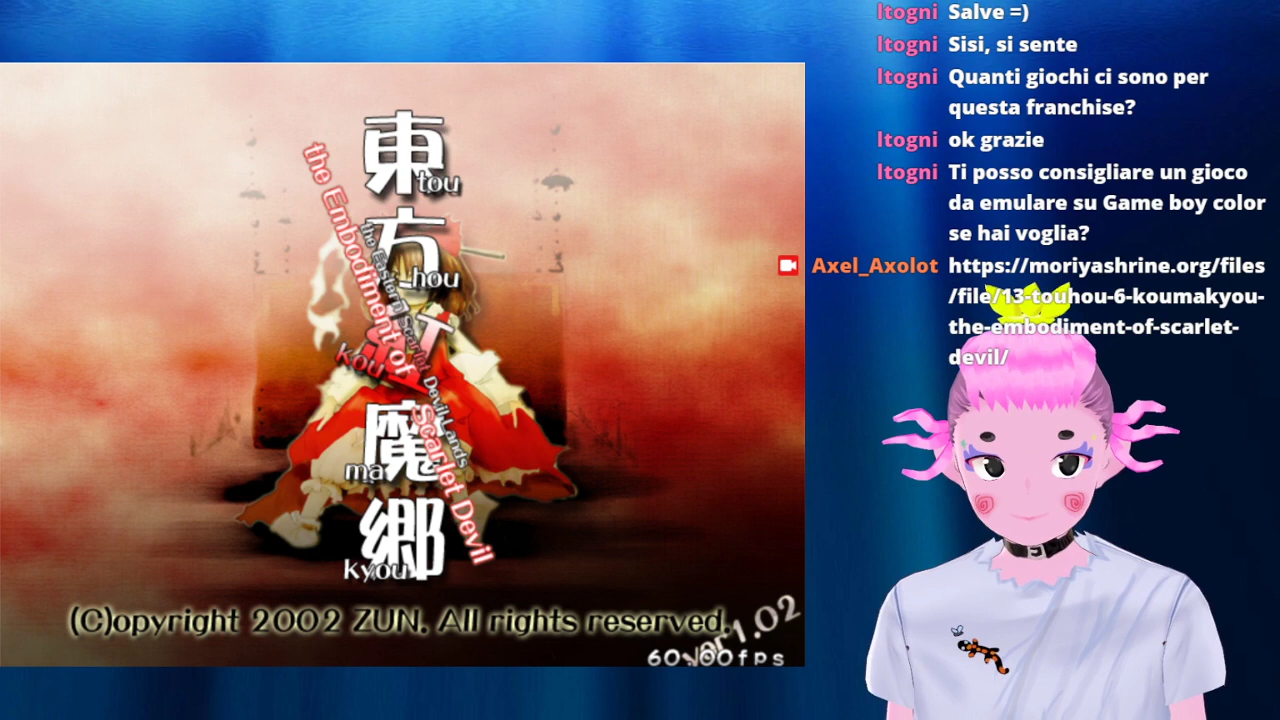 東
tou
方
hou
kou
魔
ma
郷
kyou
the Embodiment of
Scarlet Devil
the Eastern Scarlet Devil Lands
(C)opyright 2002 ZUN. All rights reserved.
ver1.02
60.00fps
ltogni Salve =)
ltogni Sisi, si sente
ltogni Quanti giochi ci sono per
questa franchise?
ltogni ok grazie
ltogni Ti posso consigliare un gioco
da emulare su Game boy color
se hai voglia?
Axel_Axolot https://moriyashrine.org/files
/file/13-touhou-6-koumakyou-
the-embodiment-of-scarlet-
devil/